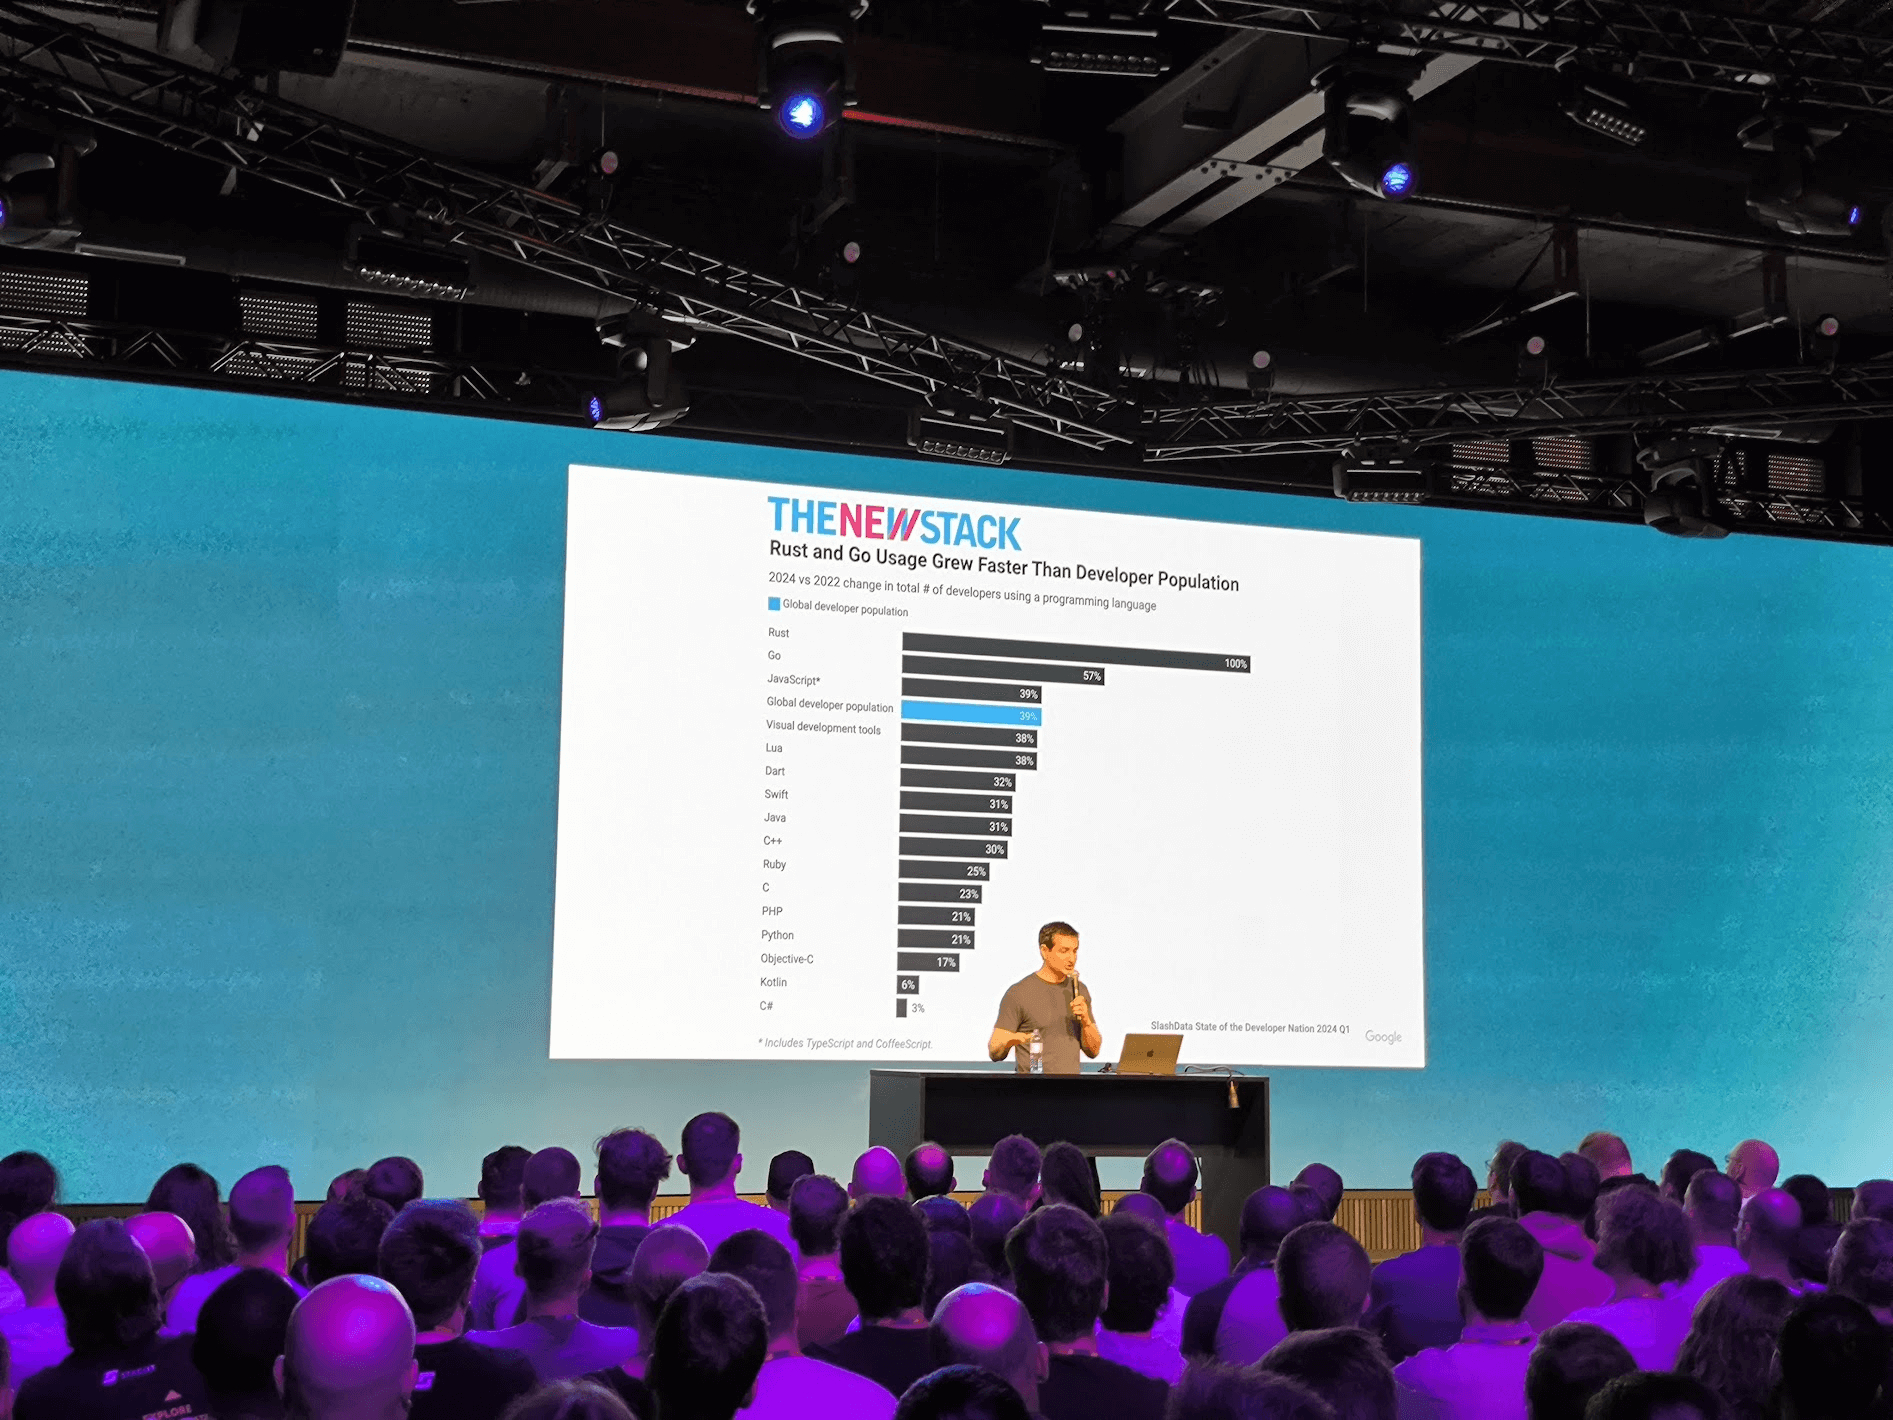 THENEWSTACK
Rust and Go Usage Grew Faster Than Developer Population
2024 vs 2022 change in total # of developers using a programming language
Global developer population
Rust 100%
Go 57%
JavaScript* 39%
Global developer population 39%
Visual development tools 38%
Lua 38%
Dart 32%
Swift 31%
Java 31%
C++ 30%
Ruby 25%
C 23%
PHP 21%
Python 21%
Objective-C 17%
Kotlin 6%
C# 3%
SlashData State of the Developer Nation 2024 Q1
Google
* Includes TypeScript and CoffeeScript.
EXPLORE